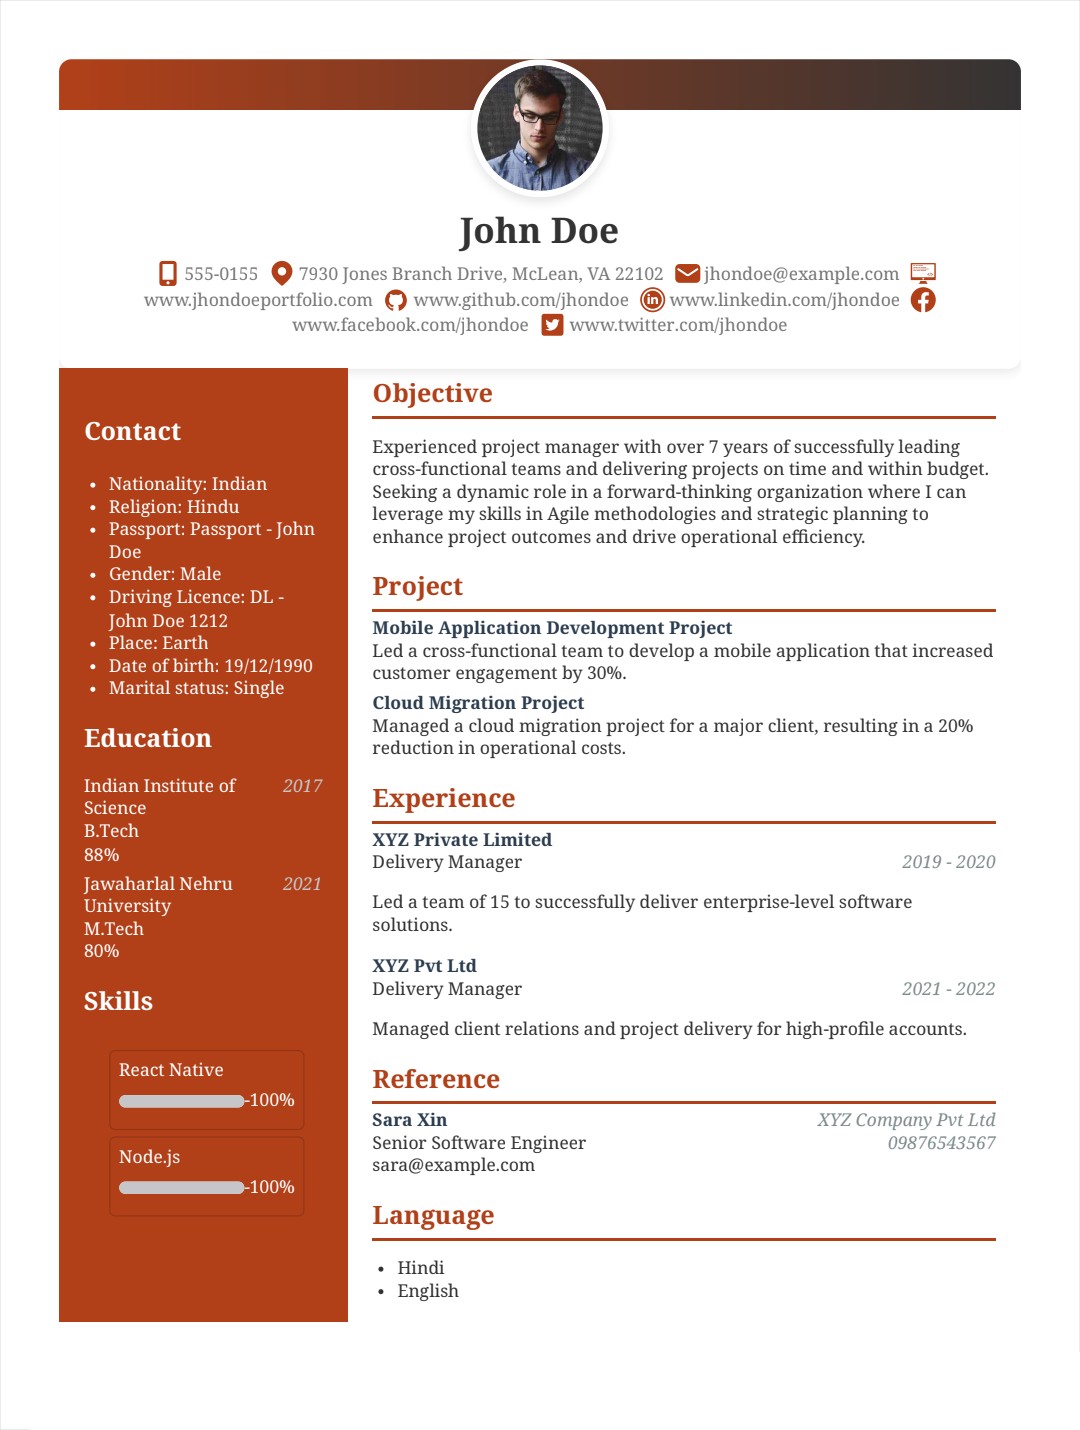 John Doe
555-0155 7930 Jones Branch Drive, McLean, VA 22102 jhondoe@example.com
www.jhondoeportfolio.com www.github.com/jhondoe www.linkedin.com/jhondoe
www.facebook.com/jhondoe www.twitter.com/jhondoe
Contact
• Nationality: Indian
• Religion: Hindu
• Passport: Passport - John
Doe
• Gender: Male
• Driving Licence: DL -
John Doe 1212
• Place: Earth
• Date of birth: 19/12/1990
• Marital status: Single
Education
Indian Institute of 2017
Science
B.Tech
88%
Jawaharlal Nehru 2021
University
M.Tech
80%
Skills
React Native
-100%
Node.js
-100%
Objective
Experienced project manager with over 7 years of successfully leading
cross-functional teams and delivering projects on time and within budget.
Seeking a dynamic role in a forward-thinking organization where I can
leverage my skills in Agile methodologies and strategic planning to
enhance project outcomes and drive operational efficiency.
Project
Mobile Application Development Project
Led a cross-functional team to develop a mobile application that increased
customer engagement by 30%.
Cloud Migration Project
Managed a cloud migration project for a major client, resulting in a 20%
reduction in operational costs.
Experience
XYZ Private Limited
Delivery Manager 2019 - 2020
Led a team of 15 to successfully deliver enterprise-level software
solutions.
XYZ Pvt Ltd
Delivery Manager 2021 - 2022
Managed client relations and project delivery for high-profile accounts.
Reference
Sara Xin XYZ Company Pvt Ltd
Senior Software Engineer 09876543567
sara@example.com
Language
• Hindi
• English